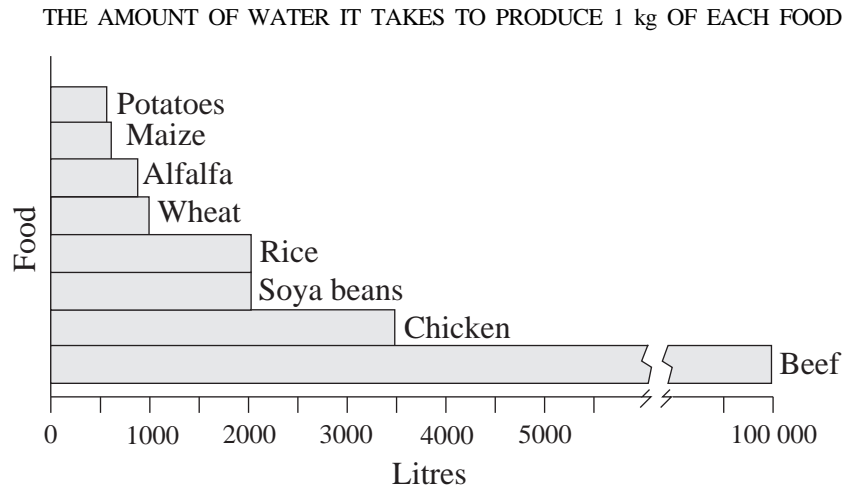 THE AMOUNT OF WATER IT TAKES TO PRODUCE 1 kg OF EACH FOOD
Potatoes
Maize
Alfalfa
Wheat
Rice
Soya beans
Chicken
Beef
Food
0 1000 2000 3000 4000 5000 100 000
Litres